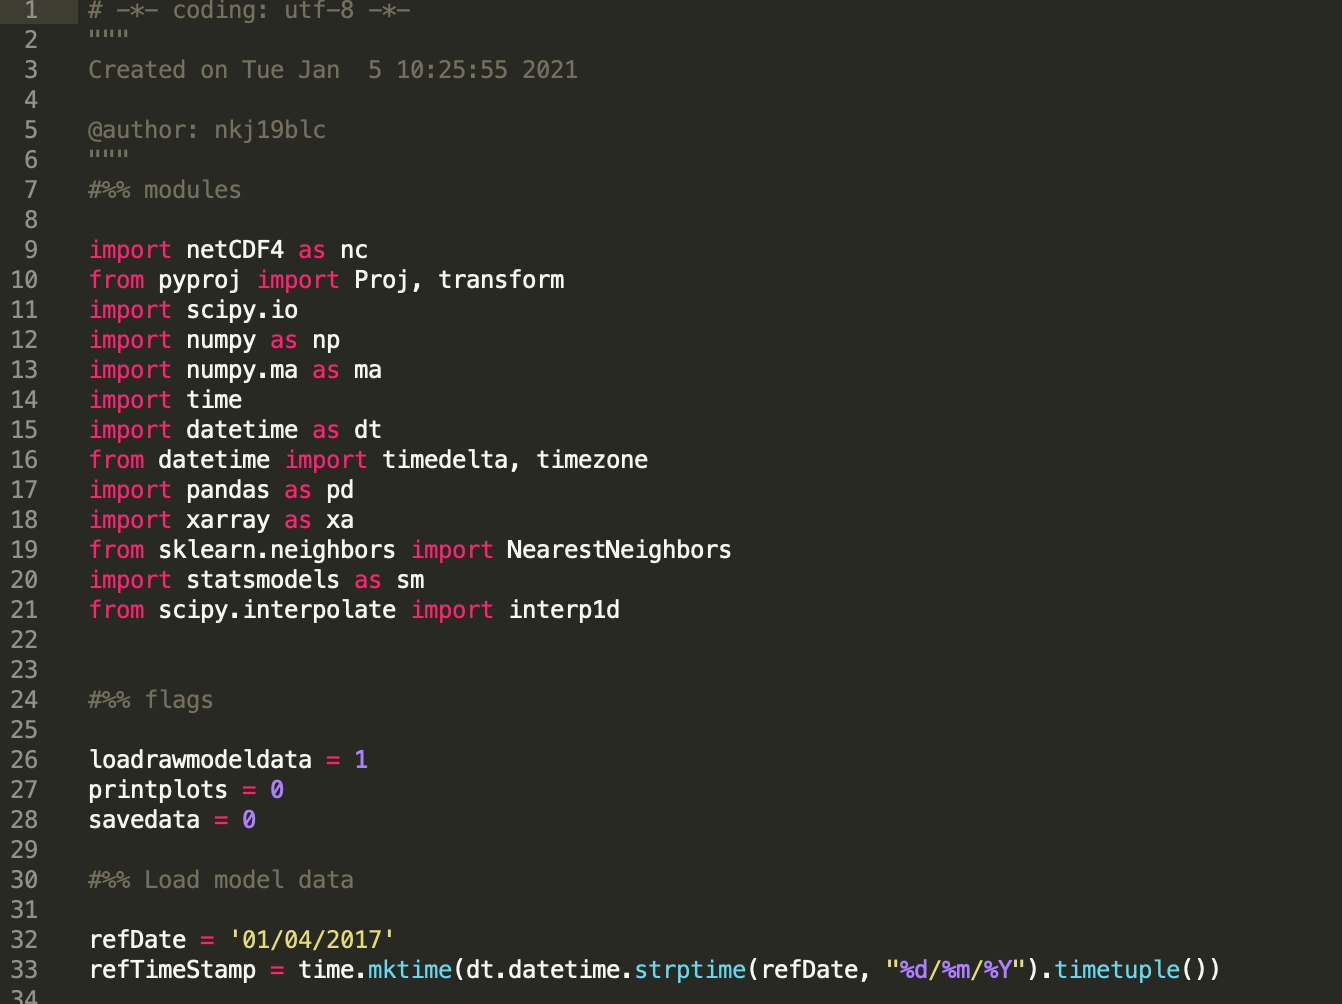 1 # -*- coding: utf-8 -*-
2 """
3 Created on Tue Jan  5 10:25:55 2021
4
5 @author: nkj19blc
6 """
7 #%% modules
8
9 import netCDF4 as nc
10 from pyproj import Proj, transform
11 import scipy.io
12 import numpy as np
13 import numpy.ma as ma
14 import time
15 import datetime as dt
16 from datetime import timedelta, timezone
17 import pandas as pd
18 import xarray as xa
19 from sklearn.neighbors import NearestNeighbors
20 import statsmodels as sm
21 from scipy.interpolate import interp1d
22
23
24 #%% flags
25
26 loadrawmodeldata = 1
27 printplots = 0
28 savedata = 0
29
30 #%% Load model data
31
32 refDate = '01/04/2017'
33 refTimeStamp = time.mktime(dt.datetime.strptime(refDate, "%d/%m/%Y").timetuple())
34